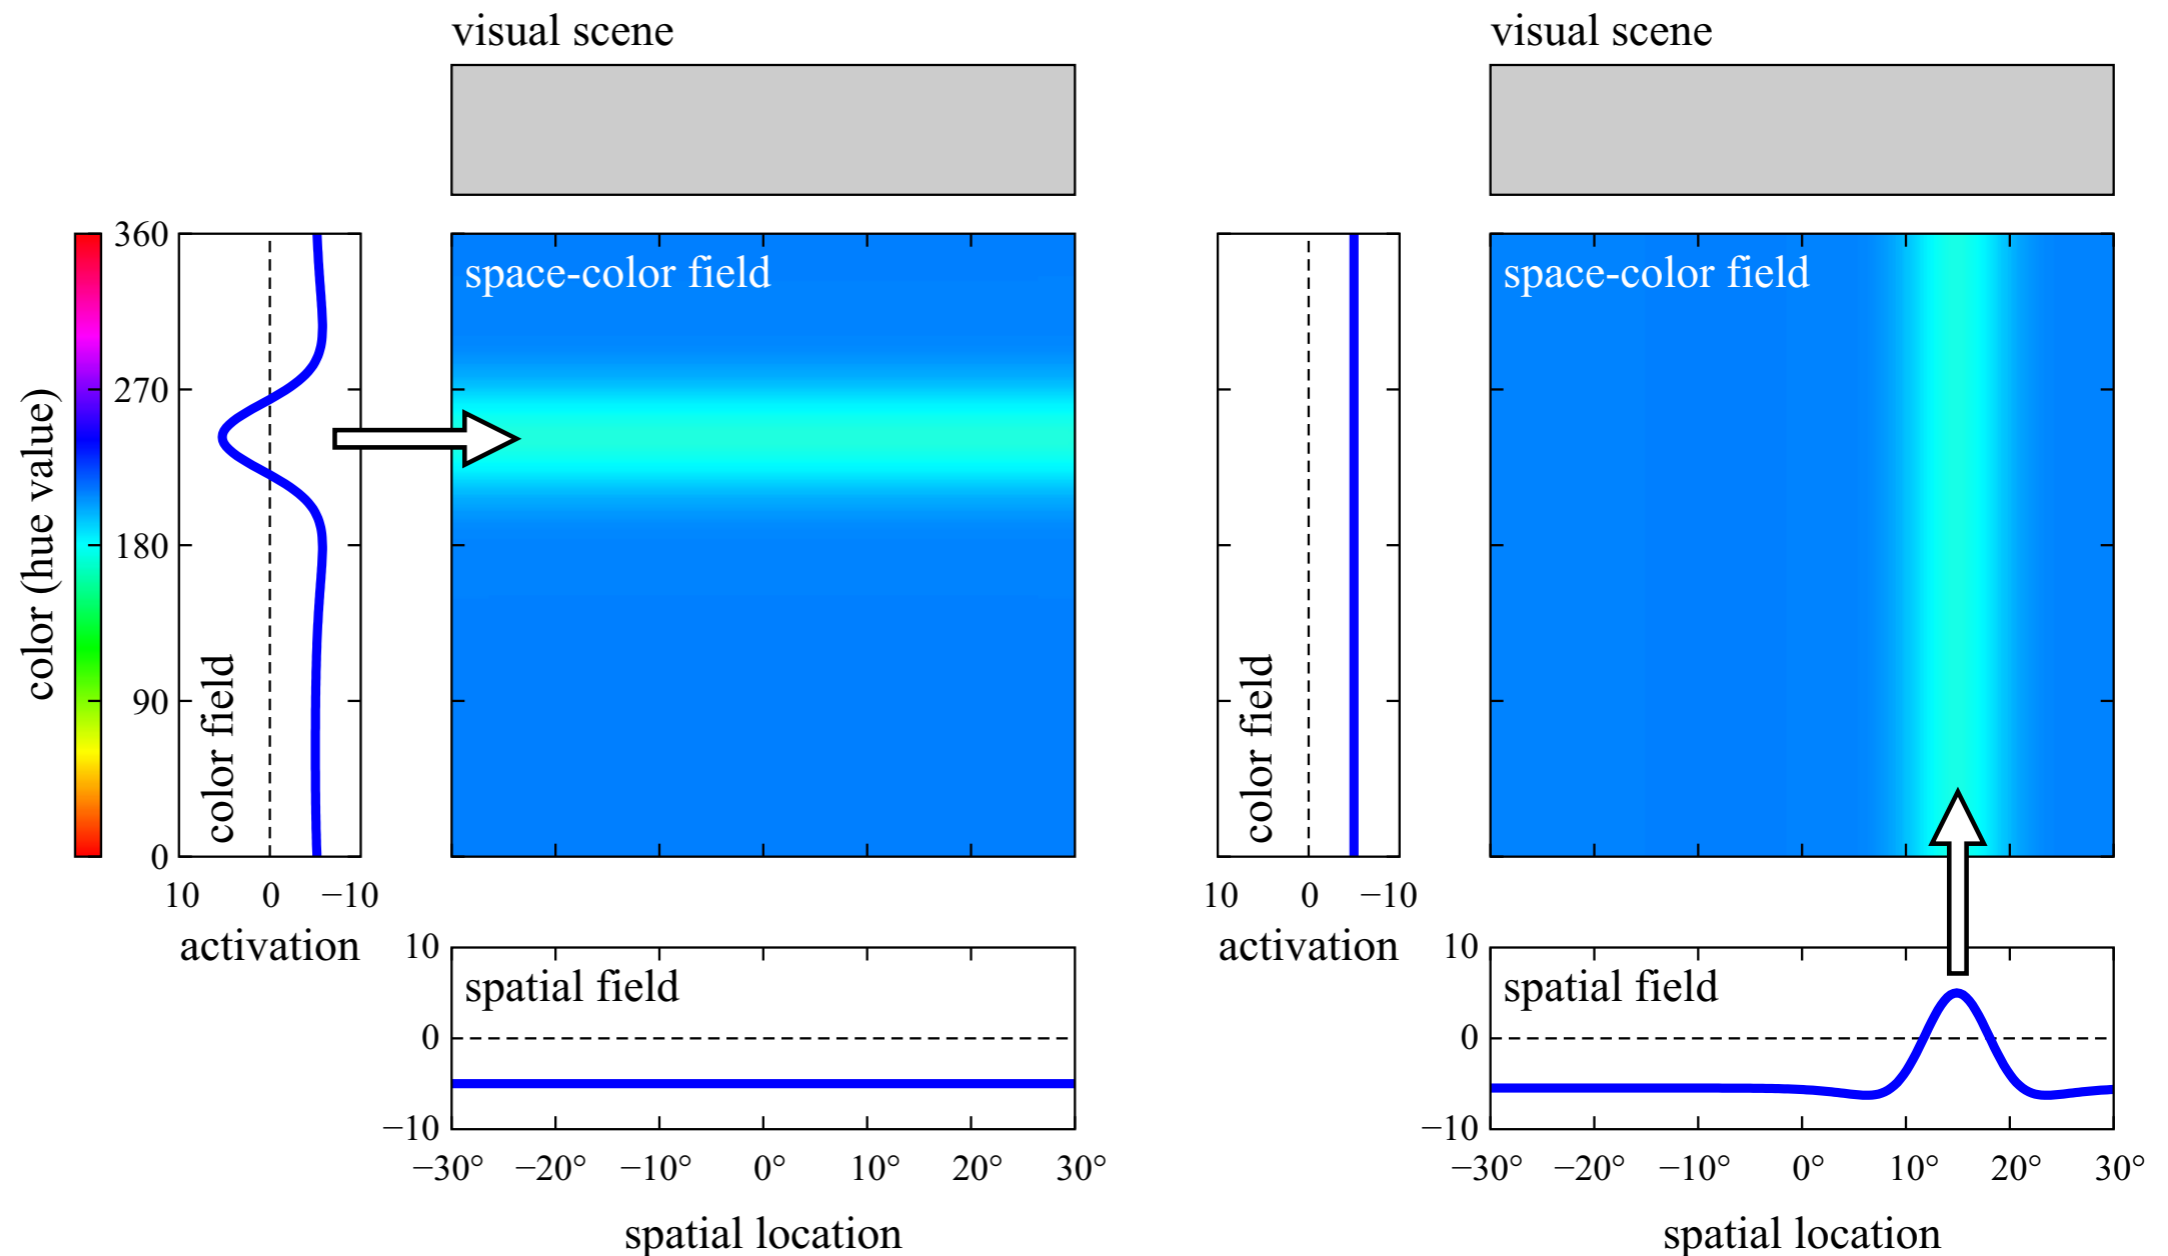 visual scene
visual scene
color (hue value)
360
270
180
90
0
color field
10 0 −10
activation
space-color field
10
0
−10
spatial field
−30° −20° −10° 0° 10° 20° 30°
spatial location
color field
10 0 −10
activation
space-color field
10
0
−10
spatial field
−30° −20° −10° 0° 10° 20° 30°
spatial location